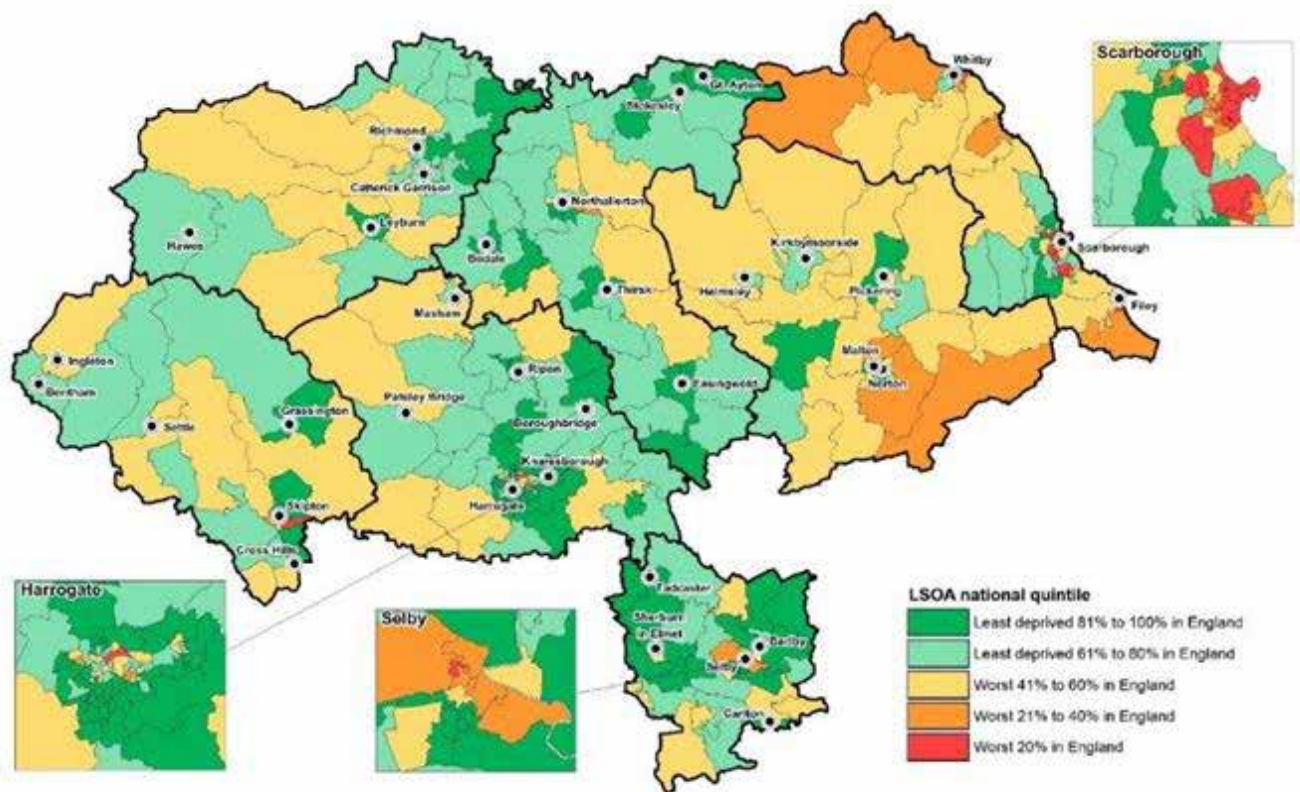 Whitby
Scarborough
Gt. Ayton
Stokesley
Richmond
Catterick Garrison
Northallerton
Leyburn
Hawes
Bedale
Kirkbymoorside
Scarborough
Helmsley
Pickering
Thirsk
Filey
Masham
Ingleton
Malton
Ripon
Norton
Bentham
Easingwold
Pateley Bridge
Grassington
Boroughbridge
Settle
Knaresborough
Harrogate
Skipton
Cross Hills
Harrogate
Tadcaster
Selby
Sherburn
in Elmet
Barlby
Selby
Carlton
LSOA national quintile
Least deprived 81% to 100% in England
Least deprived 61% to 80% in England
Worst 41% to 60% in England
Worst 21% to 40% in England
Worst 20% in England